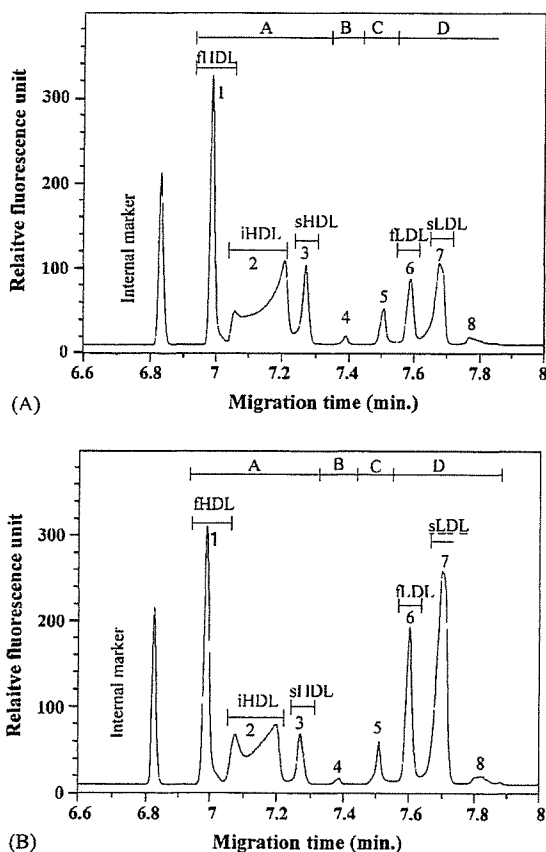 A B C D
fHDL
300
1
Relaitve fluorescence unit
Internal marker
200
iHDL
sHDL
fLDL
sLDL
2
3
6
7
100
4
5
8
0
6.6 6.8 7 7.2 7.4 7.6 7.8 8
(A) Migration time (min.)
A B C D
fHDL
300
1
sLDL
7
fLDL
6
Relaitve fluorescence unit
Internal marker
200
iHDL
sHDL
2
3
100
4
5
8
0
6.6 6.8 7 7.2 7.4 7.6 7.8 8
(B) Migration time (min.)